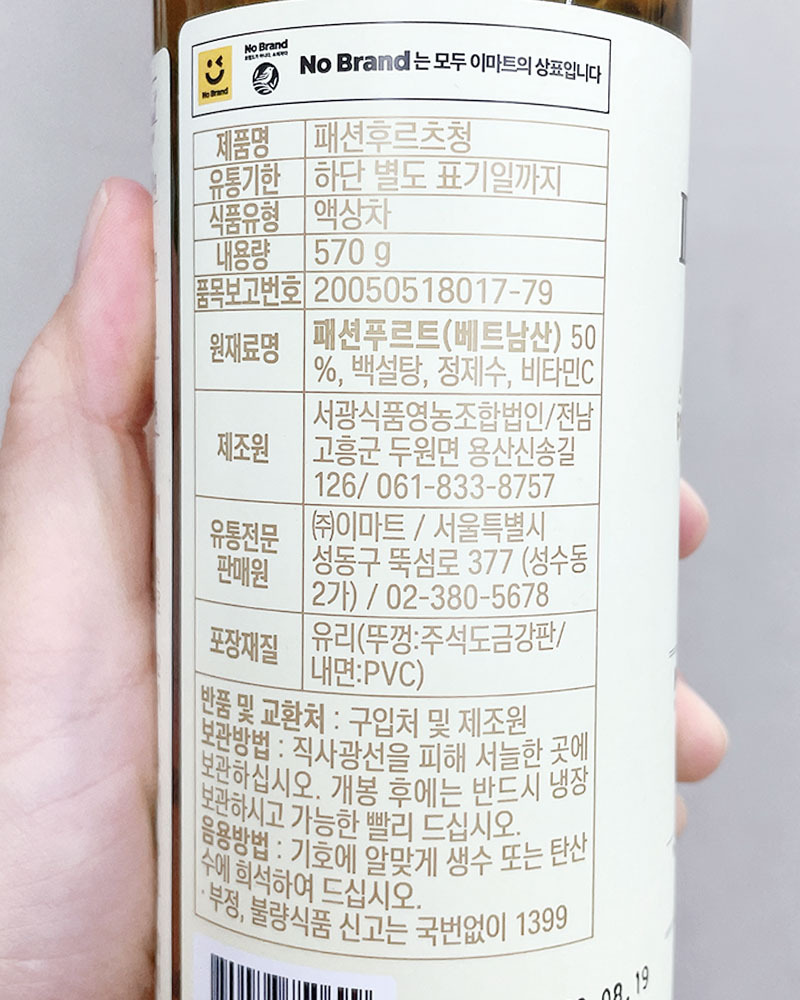 No Brand
No Brand
No Brand는 모두 이마트의 상표입니다
제품명 패션후르츠청
유통기한 하단 별도 표기일까지
식품유형 액상차
내용량 570 g
품목보고번호 20050518017-79
원재료명 패션푸르트(베트남산) 50
%, 백설탕, 정제수, 비타민C
제조원 서광식품영농조합법인/전남
고흥군 두원면 용산신송길
126/ 061-833-8757
유통전문
판매원
㈜이마트 / 서울특별시
성동구 뚝섬로 377 (성수동
2가) / 02-380-5678
포장재질 유리(뚜껑:주석도금강판/
내면:PVC)
반품 및 교환처 : 구입처 및 제조원
보관방법 : 직사광선을 피해 서늘한 곳에
보관하십시오. 개봉 후에는 반드시 냉장
보관하시고 가능한 빨리 드십시오.
음용방법 : 기호에 알맞게 생수 또는 탄산
수에 희석하여 드십시오.
· 부정, 불량식품 신고는 국번없이 1399
08.19